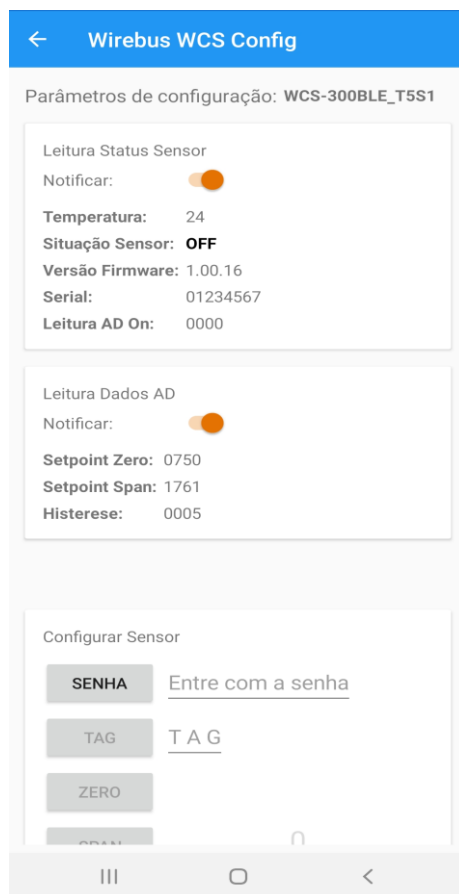 Wirebus WCS Config
Parâmetros de configuração: WCS-300BLE_T5S1
Leitura Status Sensor
Notificar:
Temperatura: 24
Situação Sensor: OFF
Versão Firmware: 1.00.16
Serial: 01234567
Leitura AD On: 0000
Leitura Dados AD
Notificar:
Setpoint Zero: 0750
Setpoint Span: 1761
Histerese: 0005
Configurar Sensor
SENHA Entre com a senha
TAG T A G
ZERO
SPAN 0